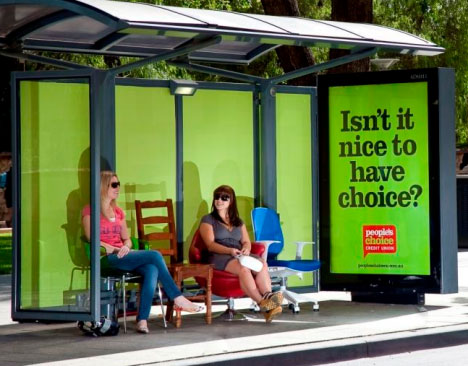 Isn't it
nice to
have
choice?
people's
choice
CREDIT UNION